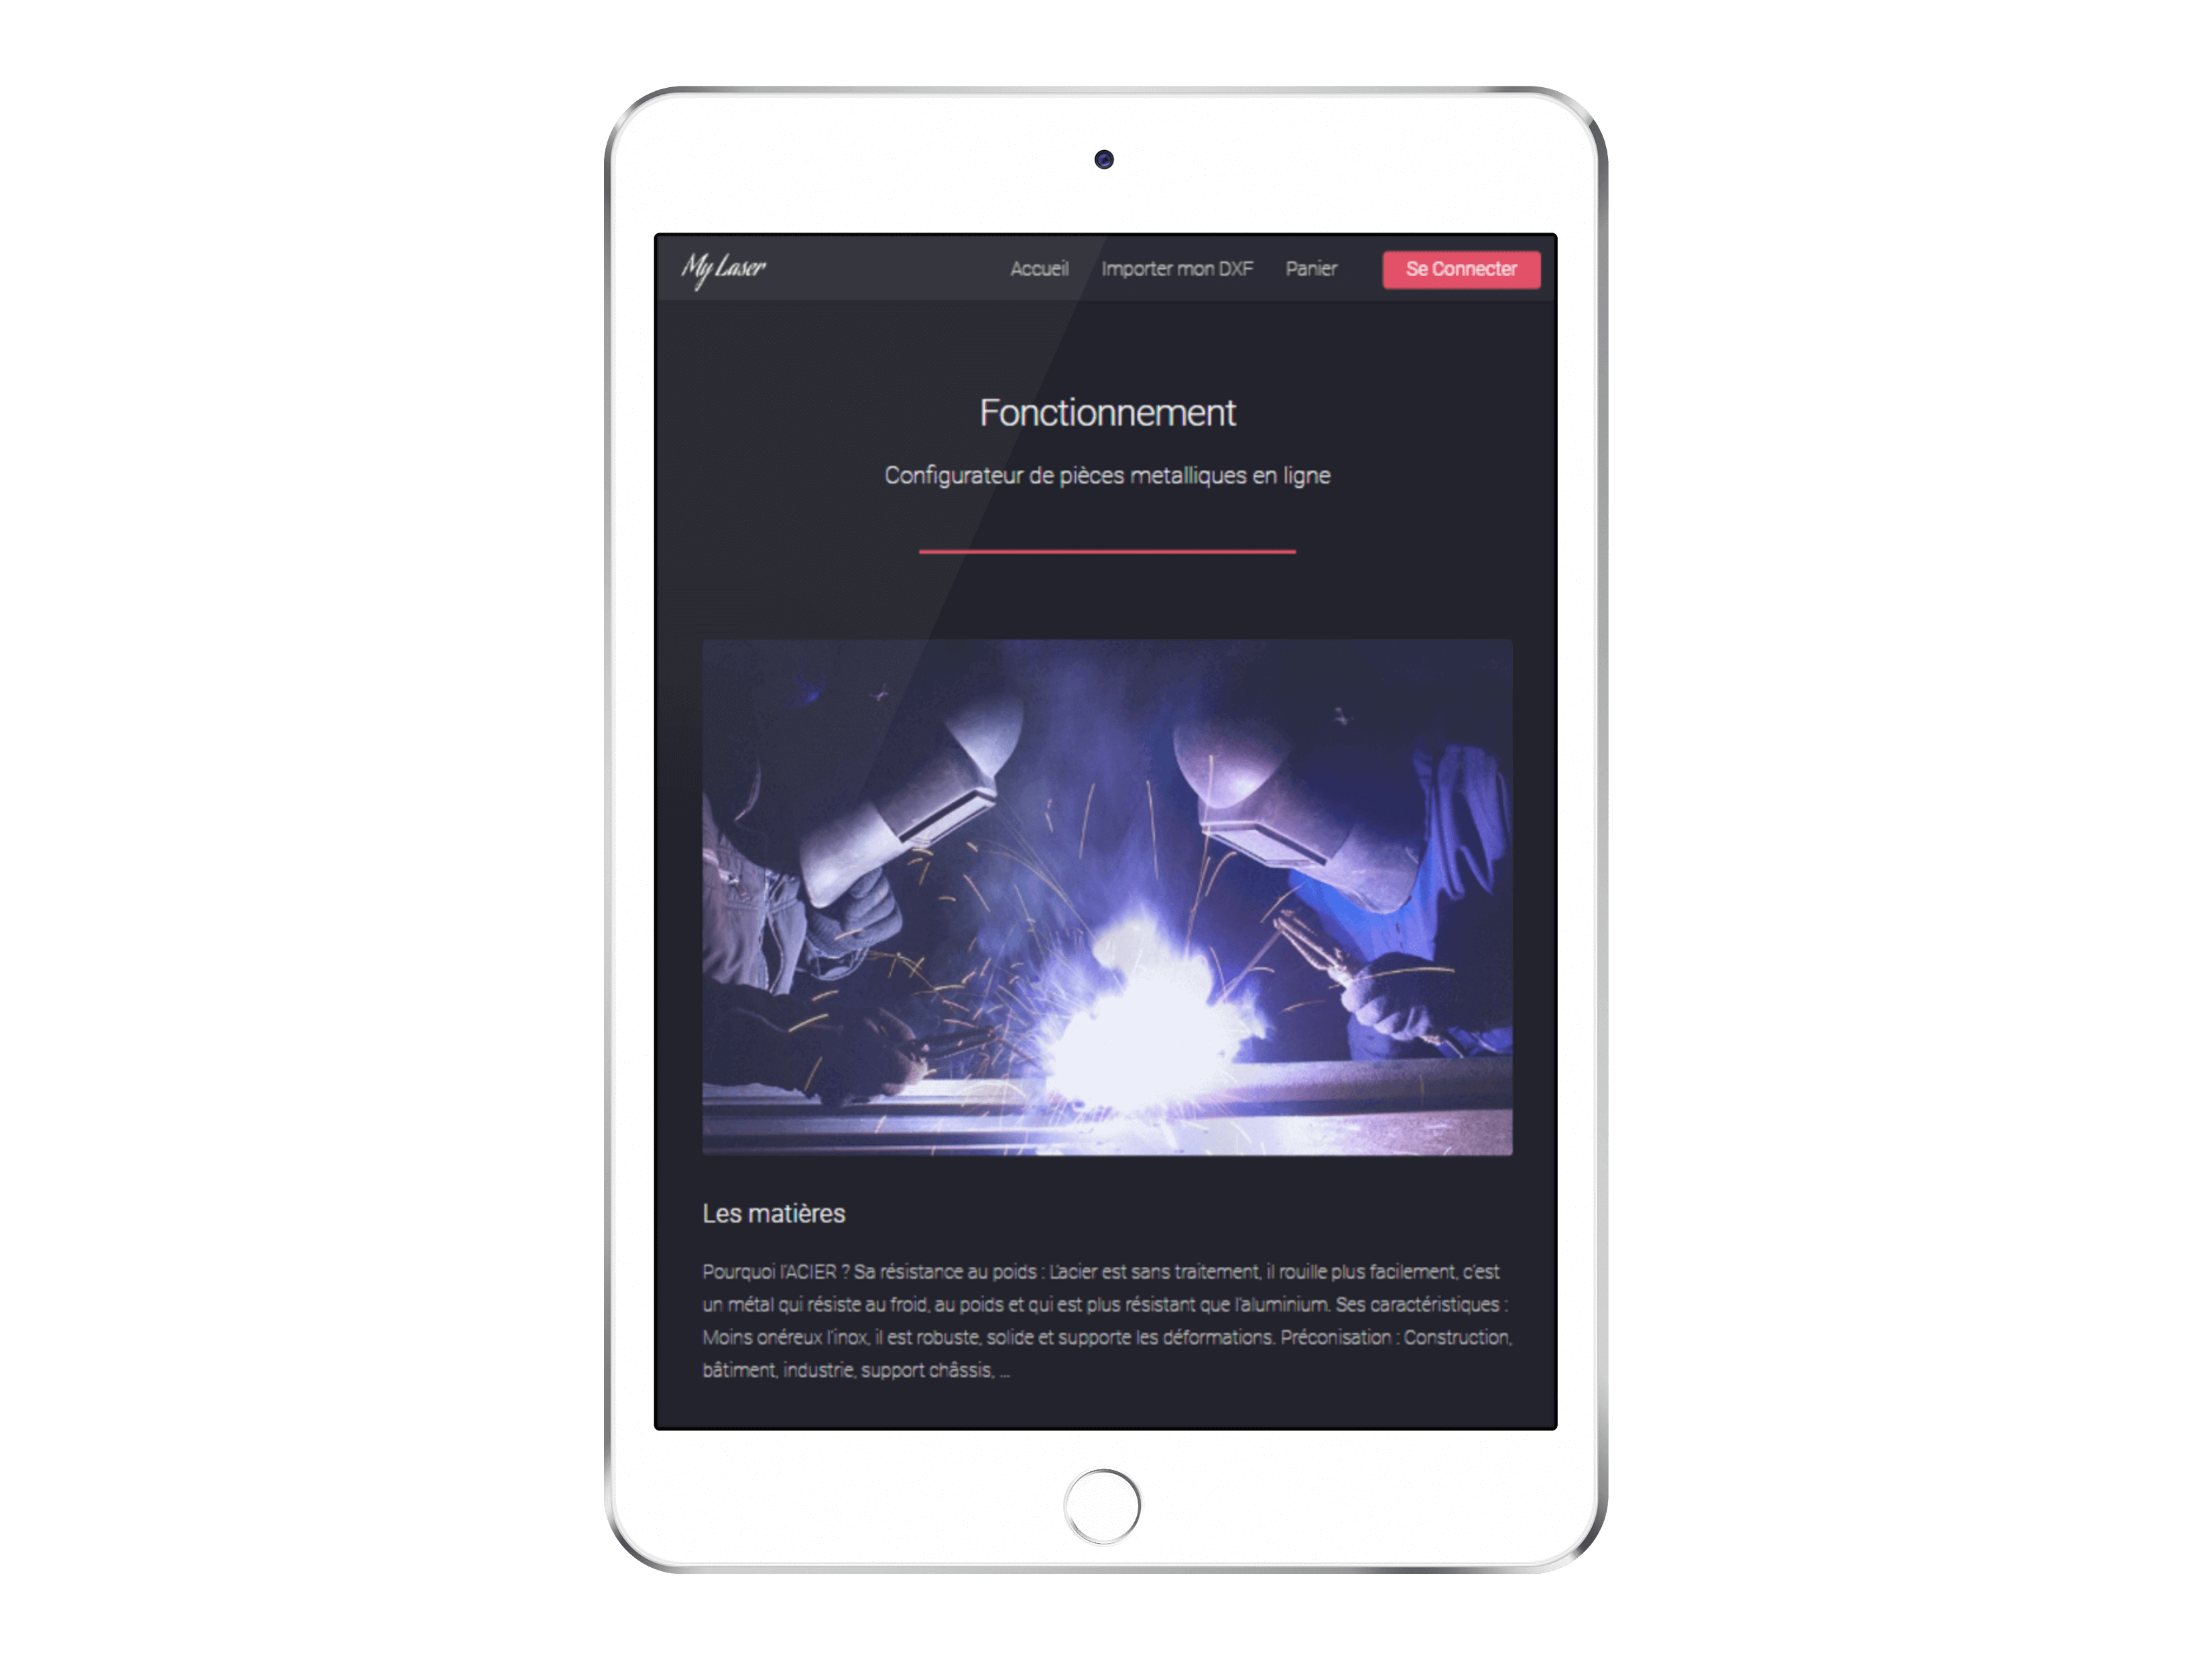 My Laser
Accueil Importer mon DXF Panier Se Connecter
Fonctionnement
Configurateur de pièces metalliques en ligne
Les matières
Pourquoi l'ACIER ? Sa résistance au poids : L'acier est sans traitement, il rouille plus facilement, c'est
un métal qui résiste au froid, au poids et qui est plus résistant que l'aluminium. Ses caractéristiques :
Moins onéreux l'inox, il est robuste, solide et supporte les déformations. Préconisation : Construction,
bâtiment, industrie, support châssis, ...